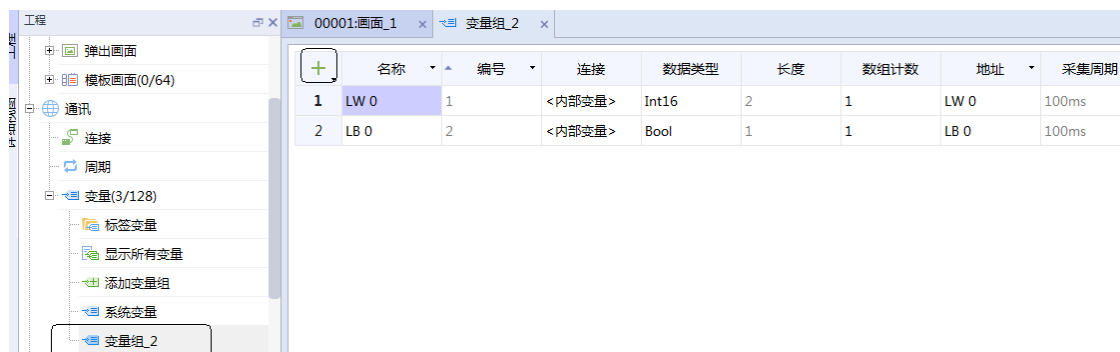 工程
00001:画面_1
变量组_2
弹出画面
模板画面(0/64)
通讯
连接
周期
变量(3/128)
标签变量
显示所有变量
添加变量组
系统变量
变量组_2
名称 编号 连接 数据类型 长度 数组计数 地址 采集周期
1 LW 0 1 <内部变量> Int16 2 1 LW 0 100ms
2 LB 0 2 <内部变量> Bool 1 1 LB 0 100ms